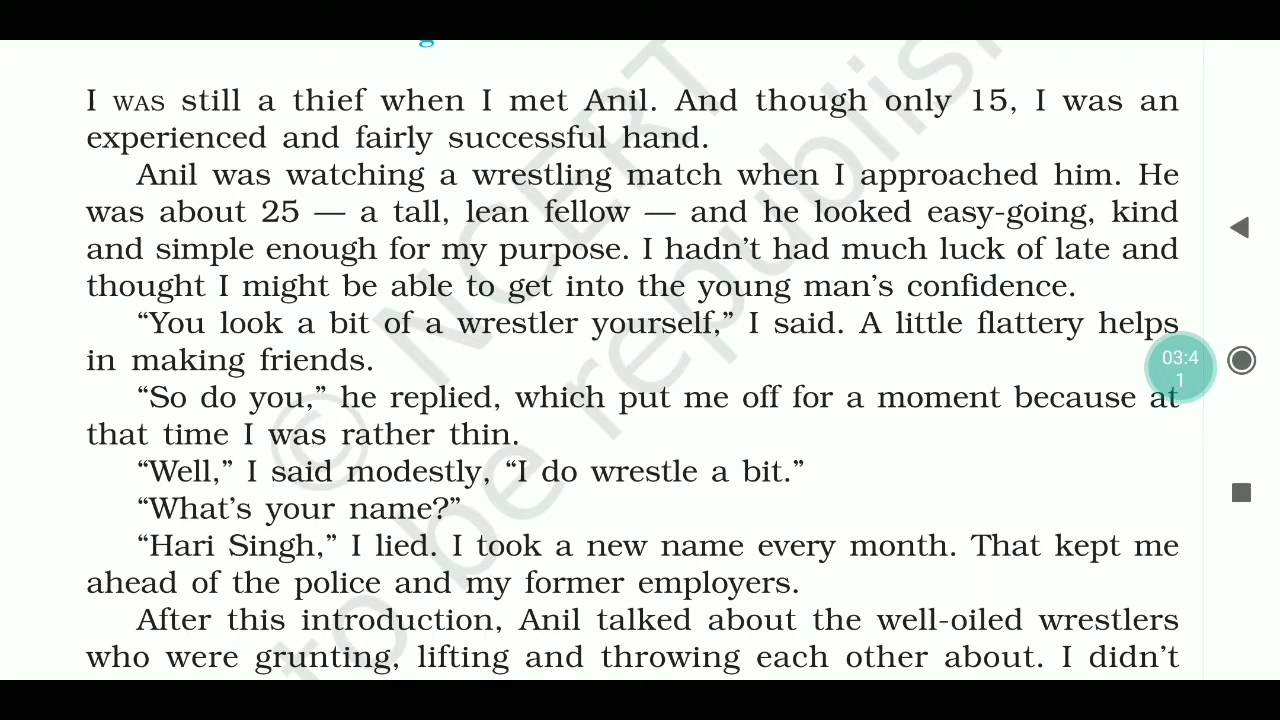 g
I WAS still a thief when I met Anil. And though only 15, I was an
experienced and fairly successful hand.
Anil was watching a wrestling match when I approached him. He
was about 25 — a tall, lean fellow — and he looked easy-going, kind
and simple enough for my purpose. I hadn’t had much luck of late and
thought I might be able to get into the young man’s confidence.
“You look a bit of a wrestler yourself,” I said. A little flattery helps
in making friends.
“So do you,” he replied, which put me off for a moment because at
that time I was rather thin.
“Well,” I said modestly, “I do wrestle a bit.”
“What’s your name?”
“Hari Singh,” I lied. I took a new name every month. That kept me
ahead of the police and my former employers.
After this introduction, Anil talked about the well-oiled wrestlers
who were grunting, lifting and throwing each other about. I didn’t
03:4
1
© NCERT
to be republis